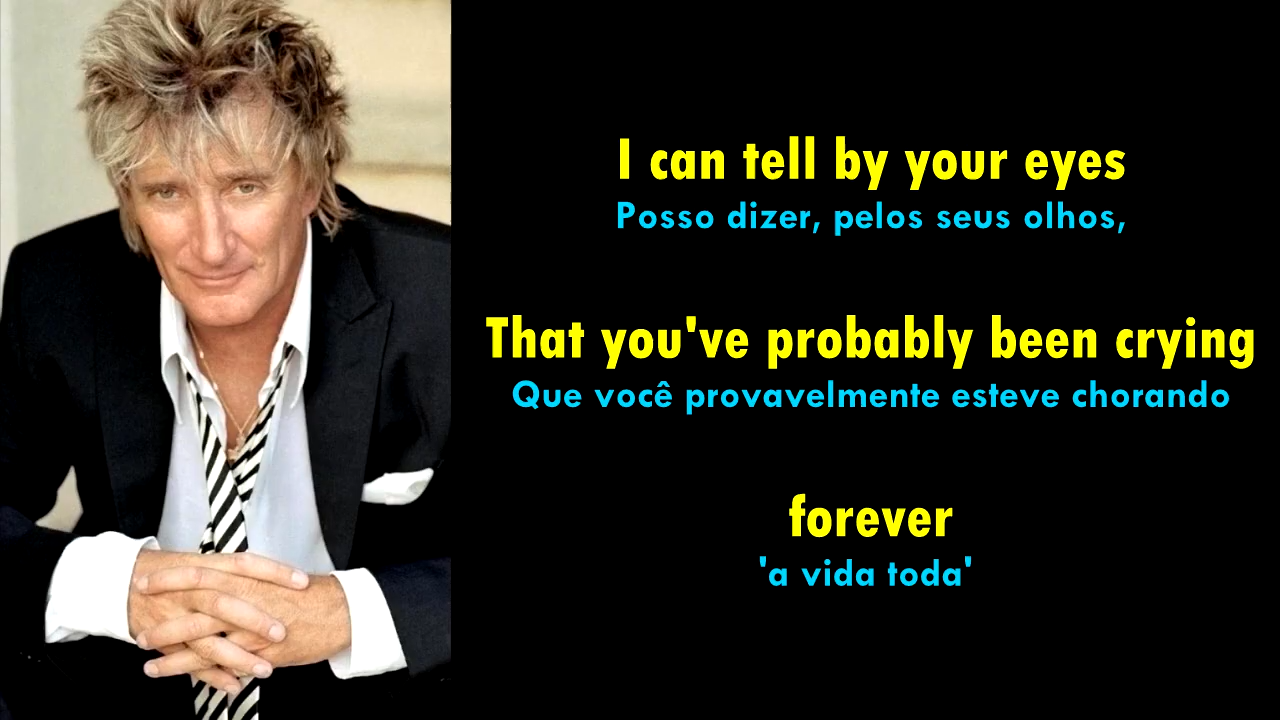 I can tell by your eyes
Posso dizer, pelos seus olhos,
That you've probably been crying
Que você provavelmente esteve chorando
forever
'a vida toda'